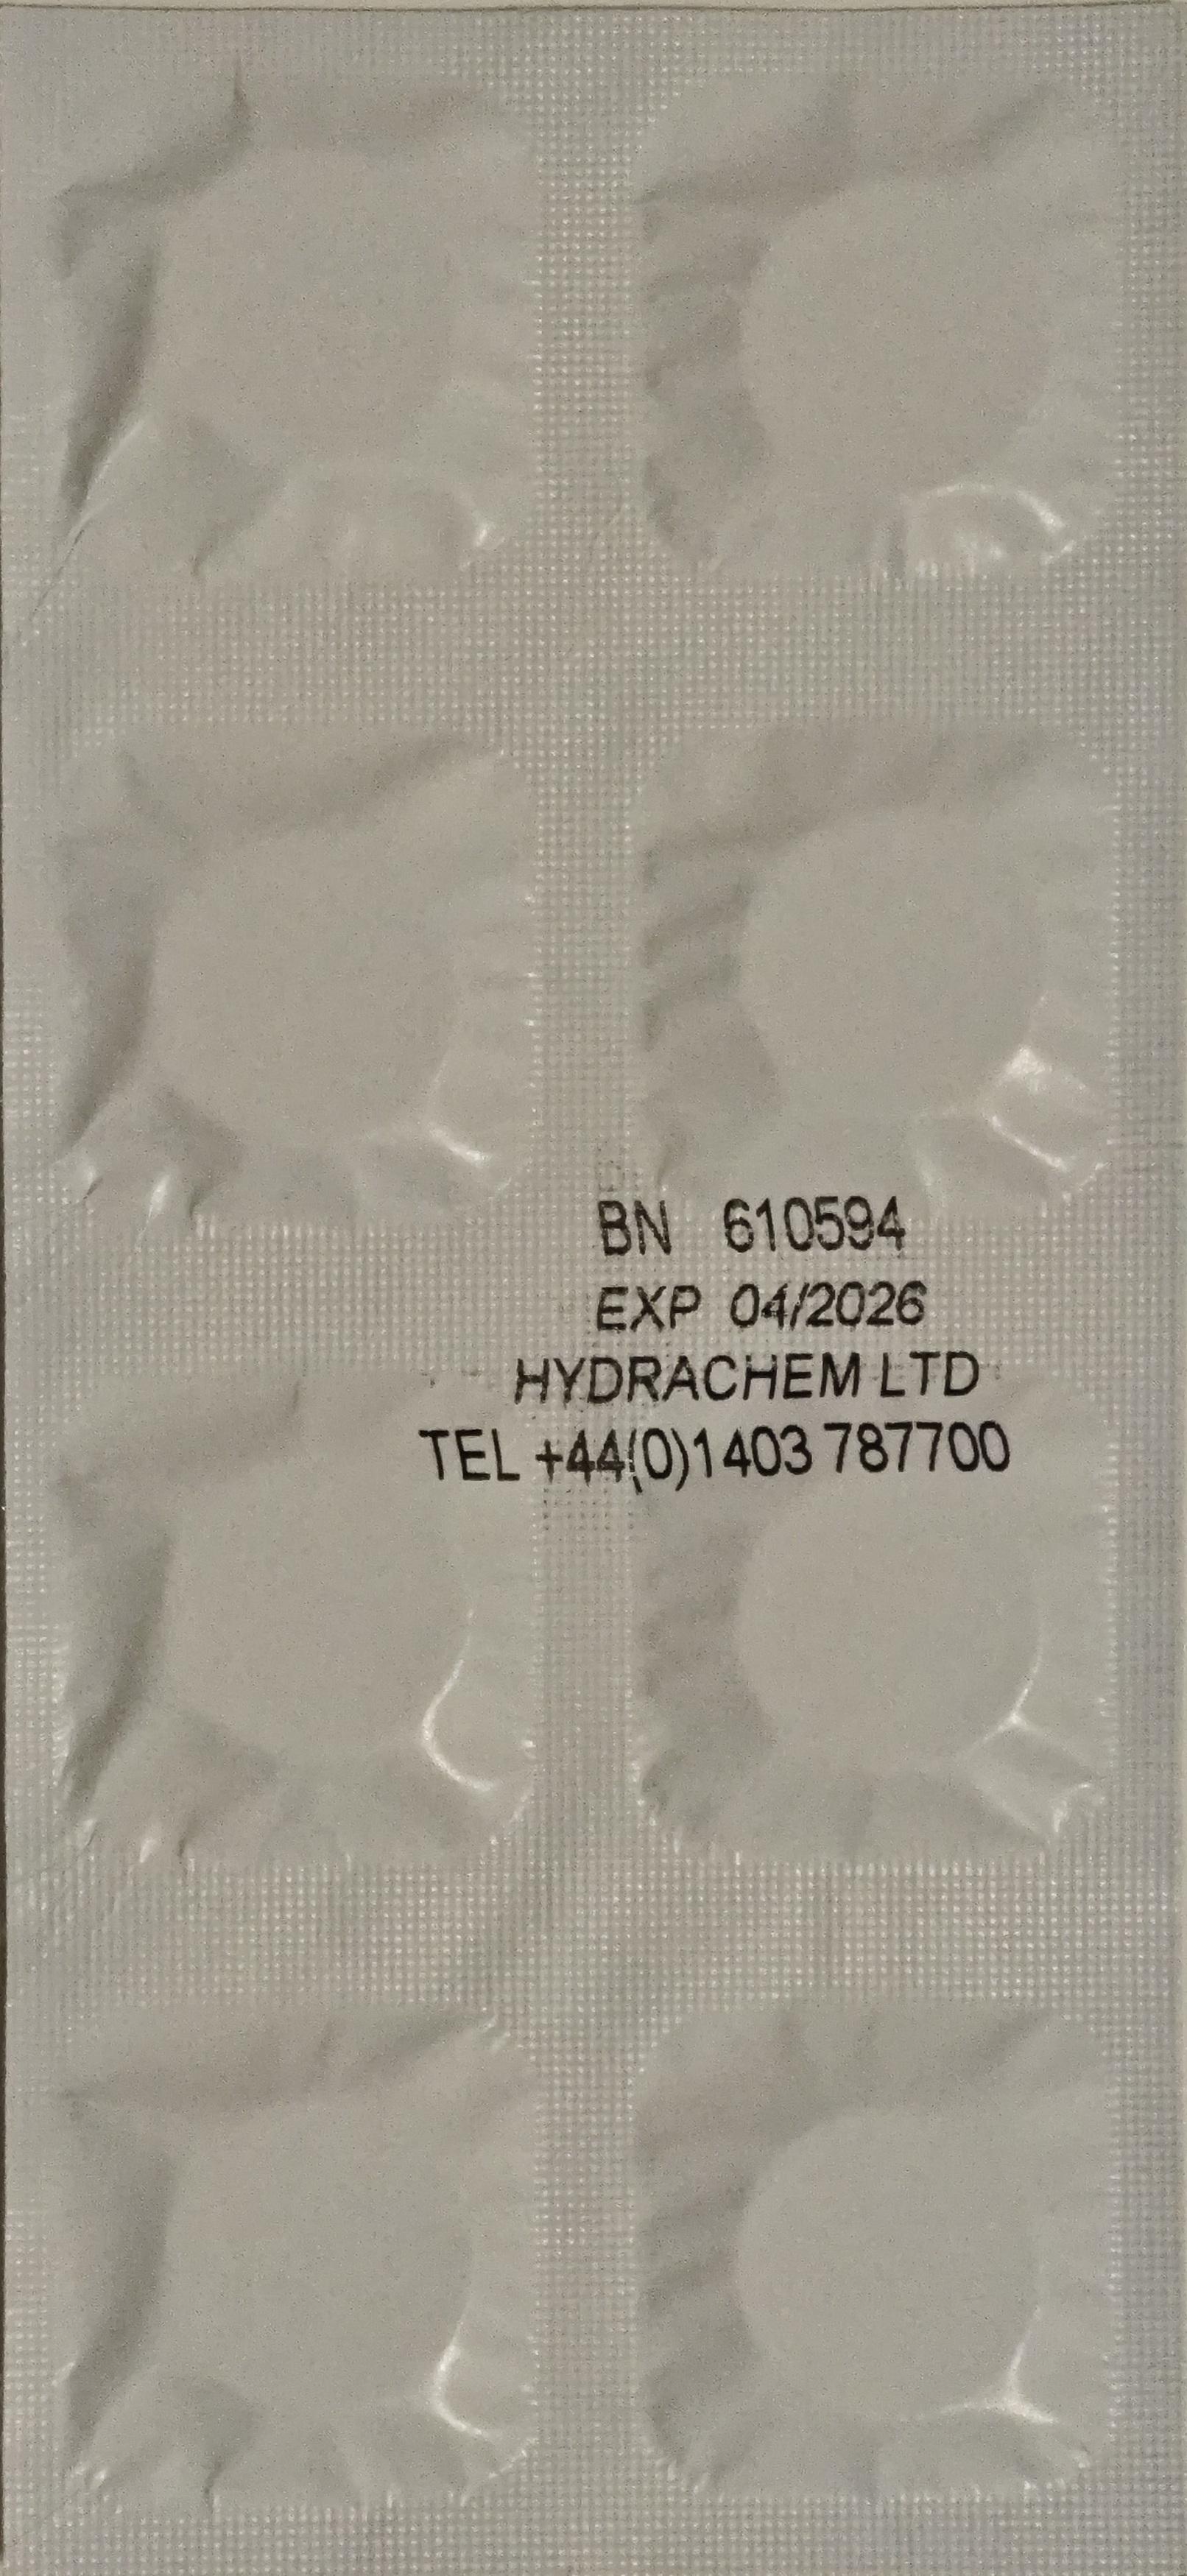 BN 610594
EXP 04/2026
HYDRACHEM LTD
TEL +44(0)1403 787700